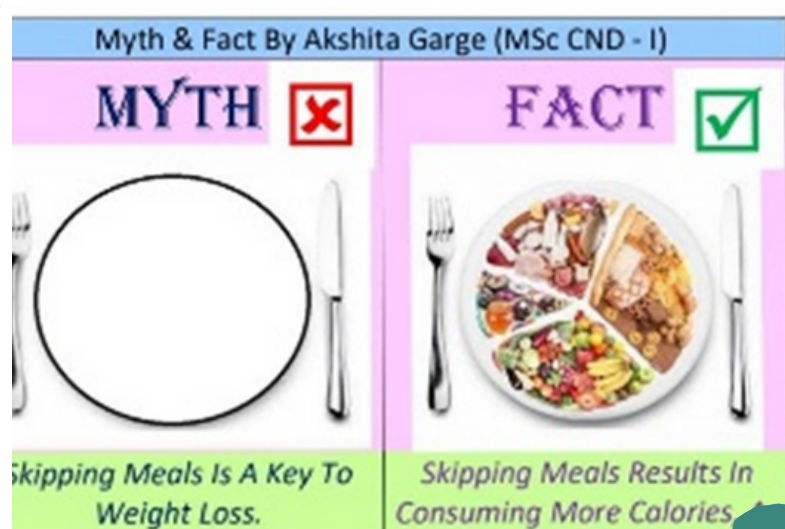 Myth & Fact By Akshita Garge (MSc CND - I)
MYTH
FACT
Skipping Meals Is A Key To
Weight Loss.
Skipping Meals Results In
Consuming More Calories.